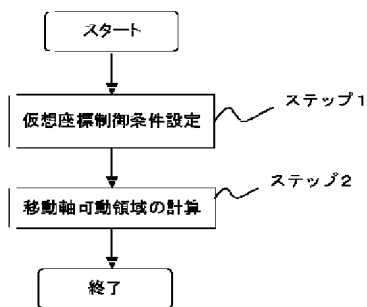 スタート
仮想座標制御条件設定
ステップ1
移動軸可動領域の計算
ステップ2
終了